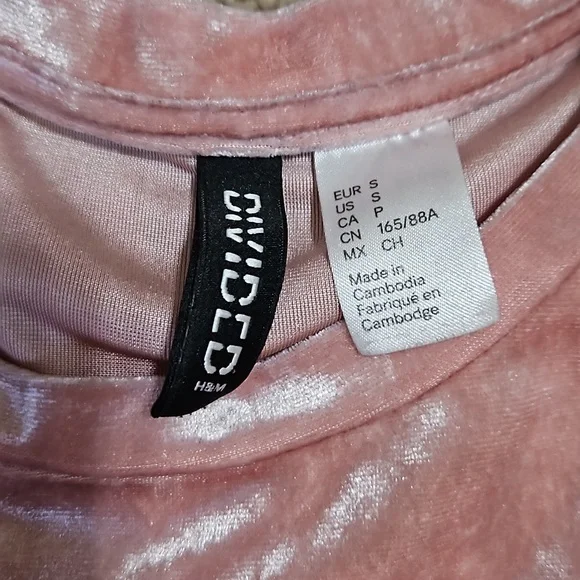 DIVIDED
H&M
EUR S
US S
CA P
CN 165/88A
MX CH
Made in
Cambodia
Fabriqué en
Cambodge